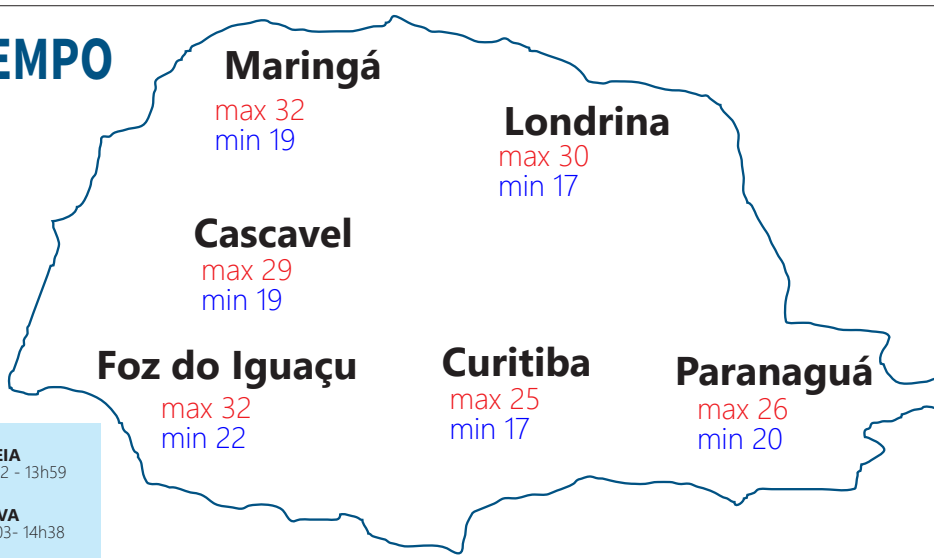 EMPO
Maringá
max 32
min 19
Londrina
max 30
min 17
Cascavel
max 29
min 19
Foz do Iguaçu
max 32
min 22
Curitiba
max 25
min 17
Paranaguá
max 26
min 20
EIA
2 - 13h59
VA
03- 14h38